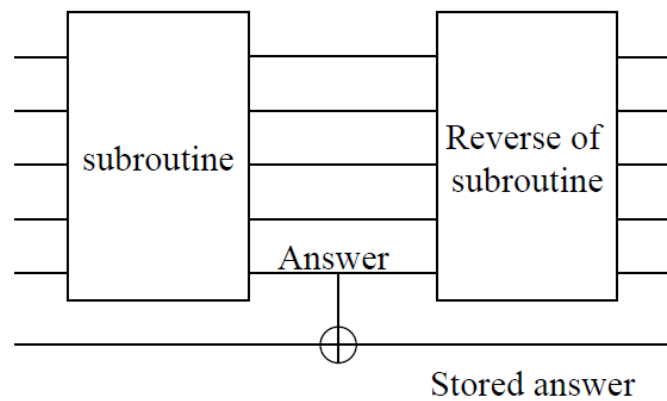 subroutine
Reverse of
subroutine
Answer
Stored answer